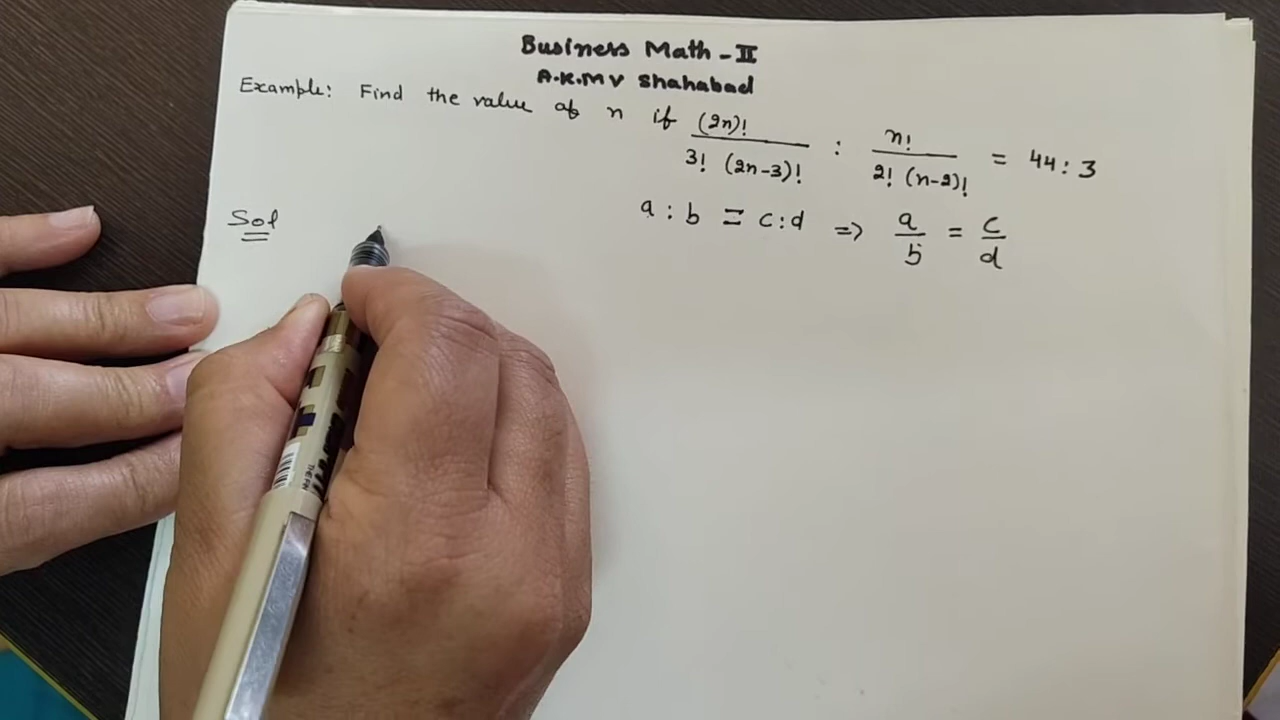 Business Math - II
A.K.M V Shahabad
Example: Find the value of n if (2n)! / 3! (2n-3)! : n! / 2! (n-2)! = 44 : 3
Sol
a : b = c : d => a/b = c/d